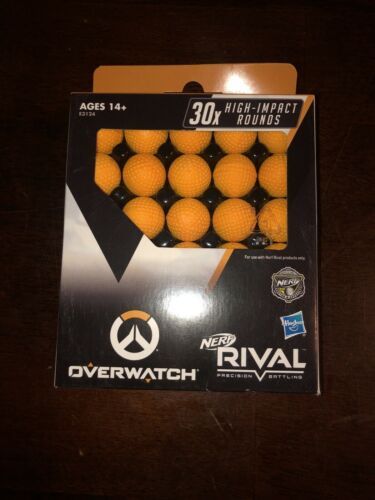 AGES 14+
E3124
30x HIGH-IMPACT
ROUNDS
For use with Nerf Rival products only.
NERF
Hasbro
NERF
RIVAL
PRECISION BATTLING
OVERWATCH